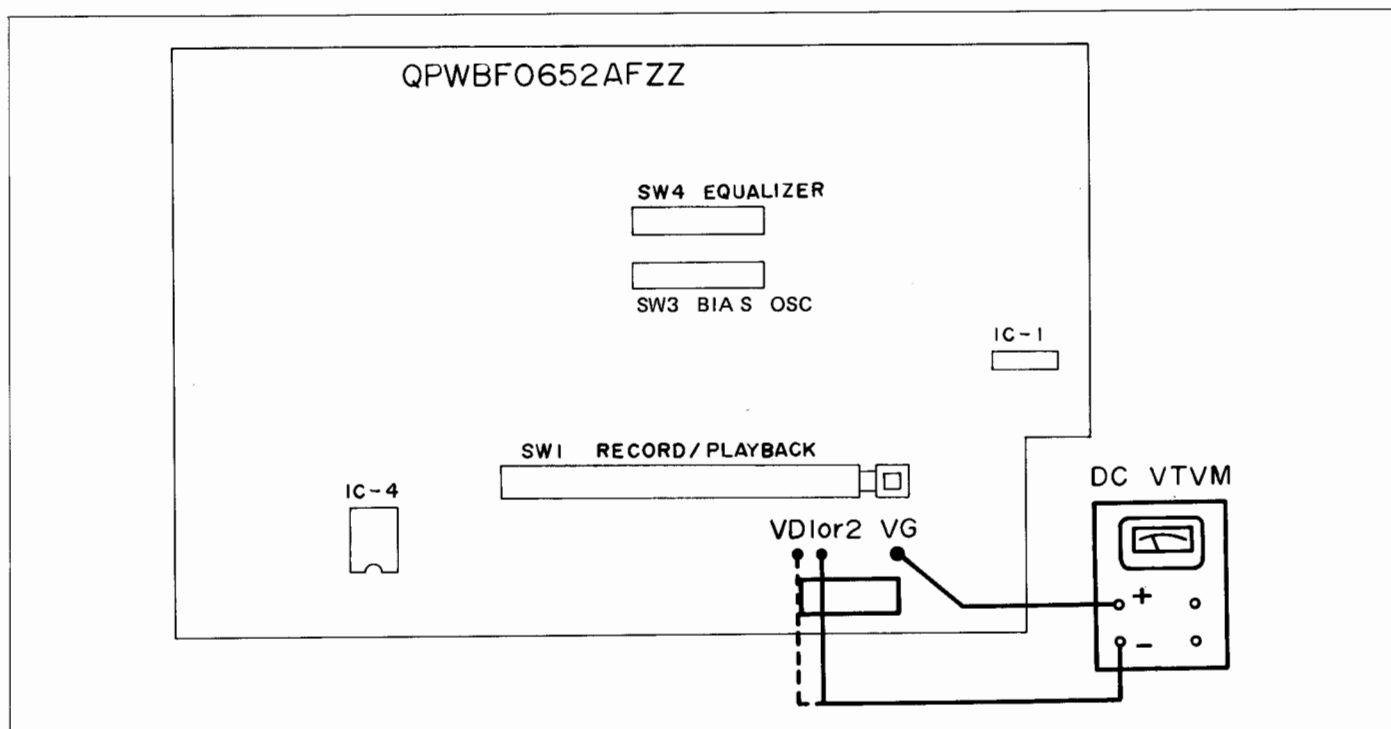 QPWBF0652AFZZ
SW4 EQUALIZER
SW3 BIAS OSC
IC-1
SW1 RECORD/PLAYBACK
IC-4
VD1or2 VG
DC VTVM
+
-